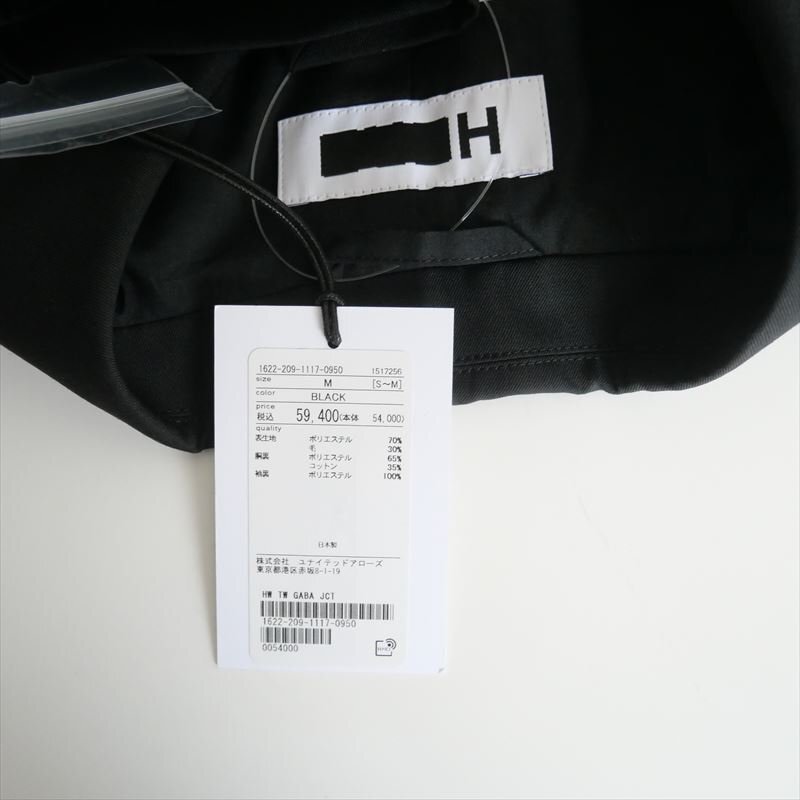 H
1622-209-1117-0950 1517256
size M [S～M]
color BLACK
price
税込 59,400(本体 54,000)
quality
表生地 ポリエステル 70%
毛 30%
胴裏 ポリエステル 65%
コットン 35%
袖裏 ポリエステル 100%
日本製
株式会社 ユナイテッドアローズ
東京都港区赤坂8-1-19
HW TW GABA JCT
1622-209-1117-0950
0054000